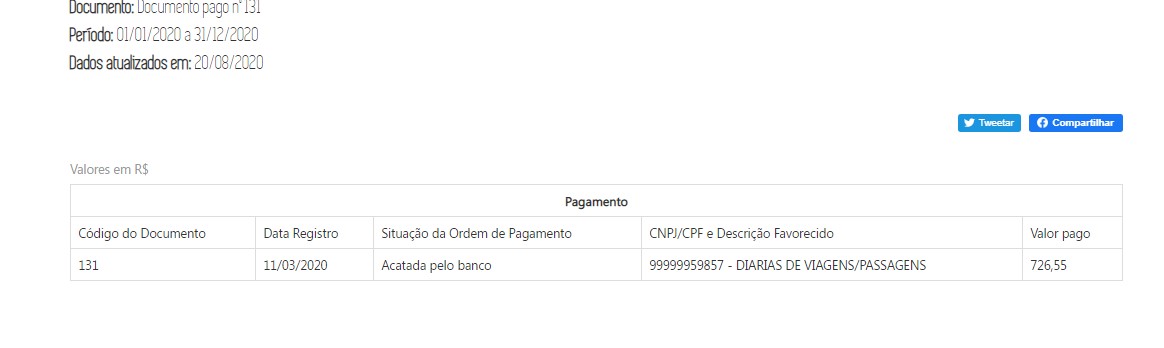 Documento: Documento pago nº 131
Período: 01/01/2020 a 31/12/2020
Dados atualizados em: 20/08/2020
Tweetar Compartilhar
Valores em R$
Pagamento
Código do Documento Data Registro Situação da Ordem de Pagamento CNPJ/CPF e Descrição Favorecido Valor pago
131 11/03/2020 Acatada pelo banco 99999959857 - DIARIAS DE VIAGENS/PASSAGENS 726,55